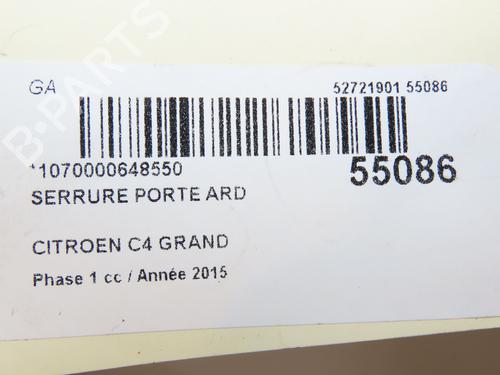 GA
52721901 55086
*1070000648550
55086
SERRURE PORTE ARD
CITROEN C4 GRAND
Phase 1 cc / Année 2015
B-PARTS